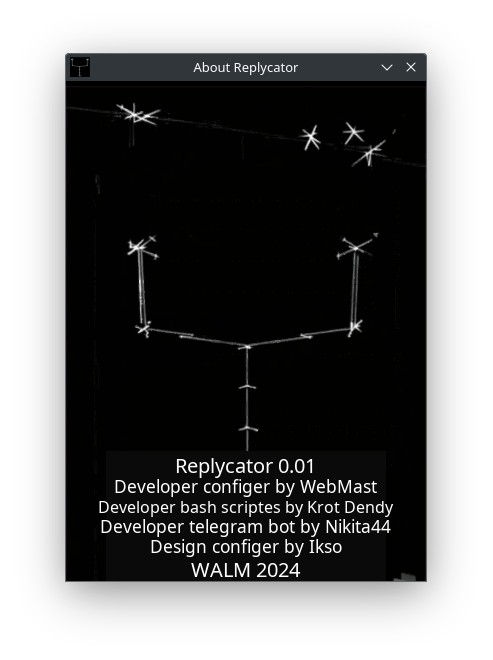 About Replycator
Replycator 0.01
Developer configer by WebMast
Developer bash scriptes by Krot Dendy
Developer telegram bot by Nikita44
Design configer by Ikso
WALM 2024